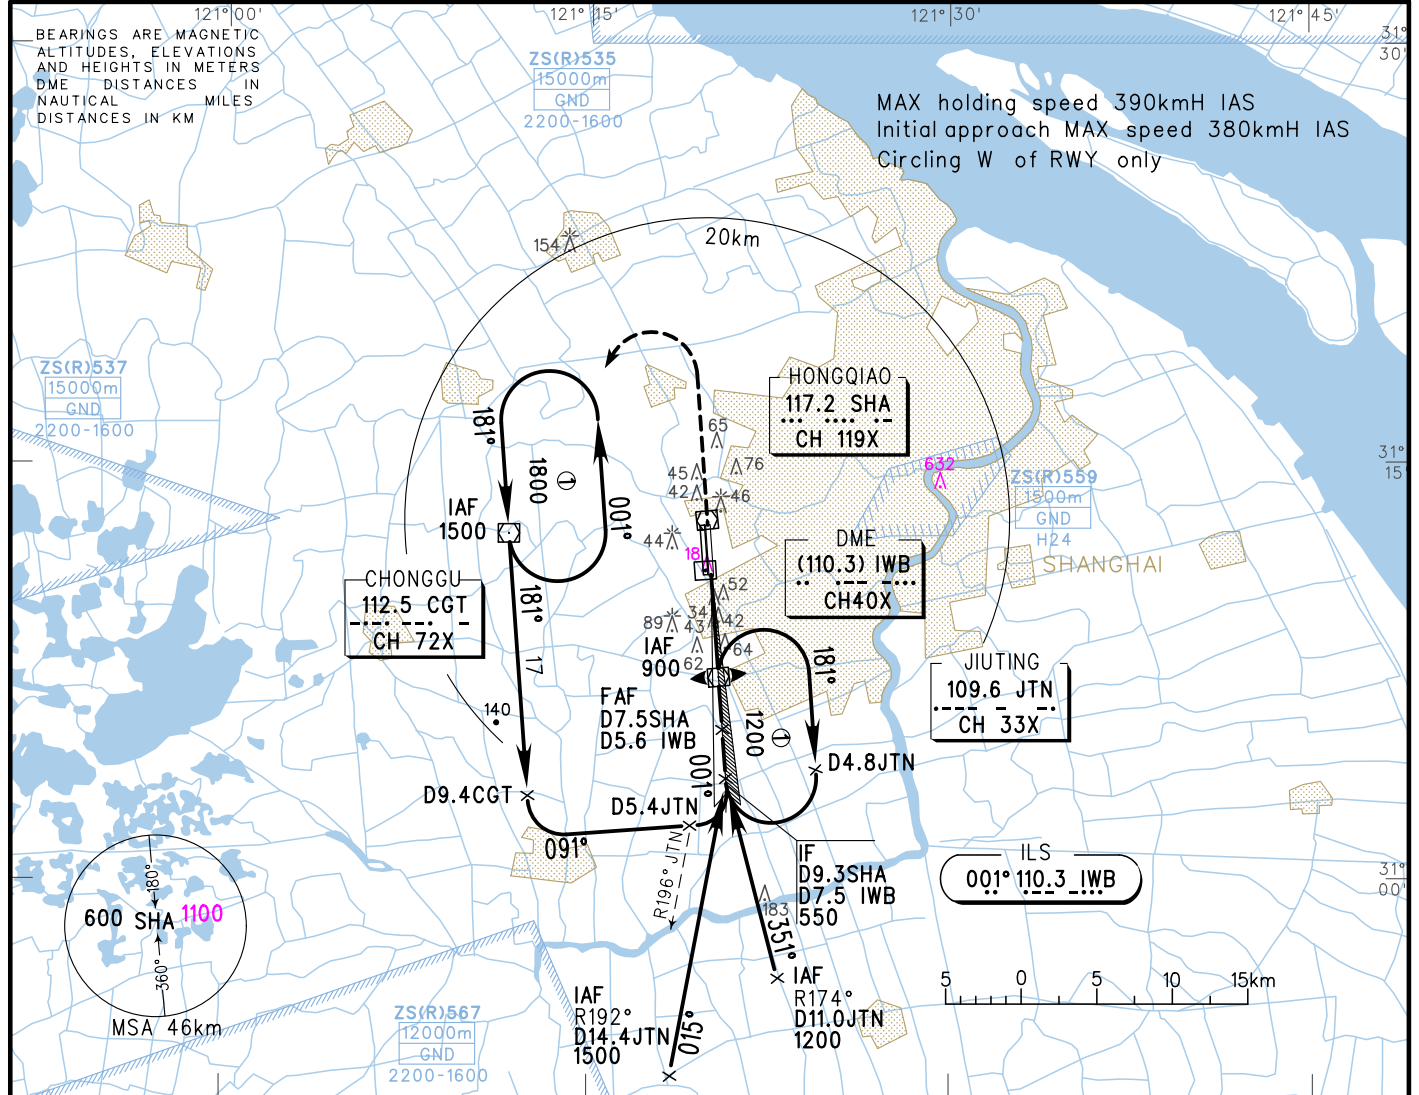 121° 00'
121° 15'
121° 30'
121° 45'
31°
30'
BEARINGS ARE MAGNETIC
ALTITUDES, ELEVATIONS
AND HEIGHTS IN METERS
DME DISTANCES IN
NAUTICAL MILES
DISTANCES IN KM
ZS(R)535
15000m
GND
2200-1600
MAX holding speed 390kmH IAS
Initial approach MAX speed 380kmH IAS
Circling W of RWY only
154
20km
ZS(R)537
15000m
GND
2200-1600
HONGQIAO
117.2 SHA
CH 119X
181°
1800
1
001°
IAF
1500
65
45
76
42
46
44
18
632
ZS(R)559
1500m
GND
H24
31°
15'
SHANGHAI
DME
(110.3) IWB
CH40X
CHONGGU
112.5 CGT
CH 72X
181°
17
52
34
89
43
42
64
62
IAF
900
181°
JIUTING
109.6 JTN
CH 33X
140
FAF
D7.5SHA
D5.6 IWB
001°
1200
1
D4.8JTN
D9.4CGT
D5.4JTN
091°
R196° JTN
IF
D9.3SHA
D7.5 IWB
550
183
351°
ILS
001° 110.3 IWB
31°
00'
180°
600 SHA 1100
360°
MSA 46km
IAF
R192°
D14.4JTN
1500
015°
IAF
R174°
D11.0JTN
1200
5 0 5 10 15km
ZS(R)567
12000m
GND
2200-1600